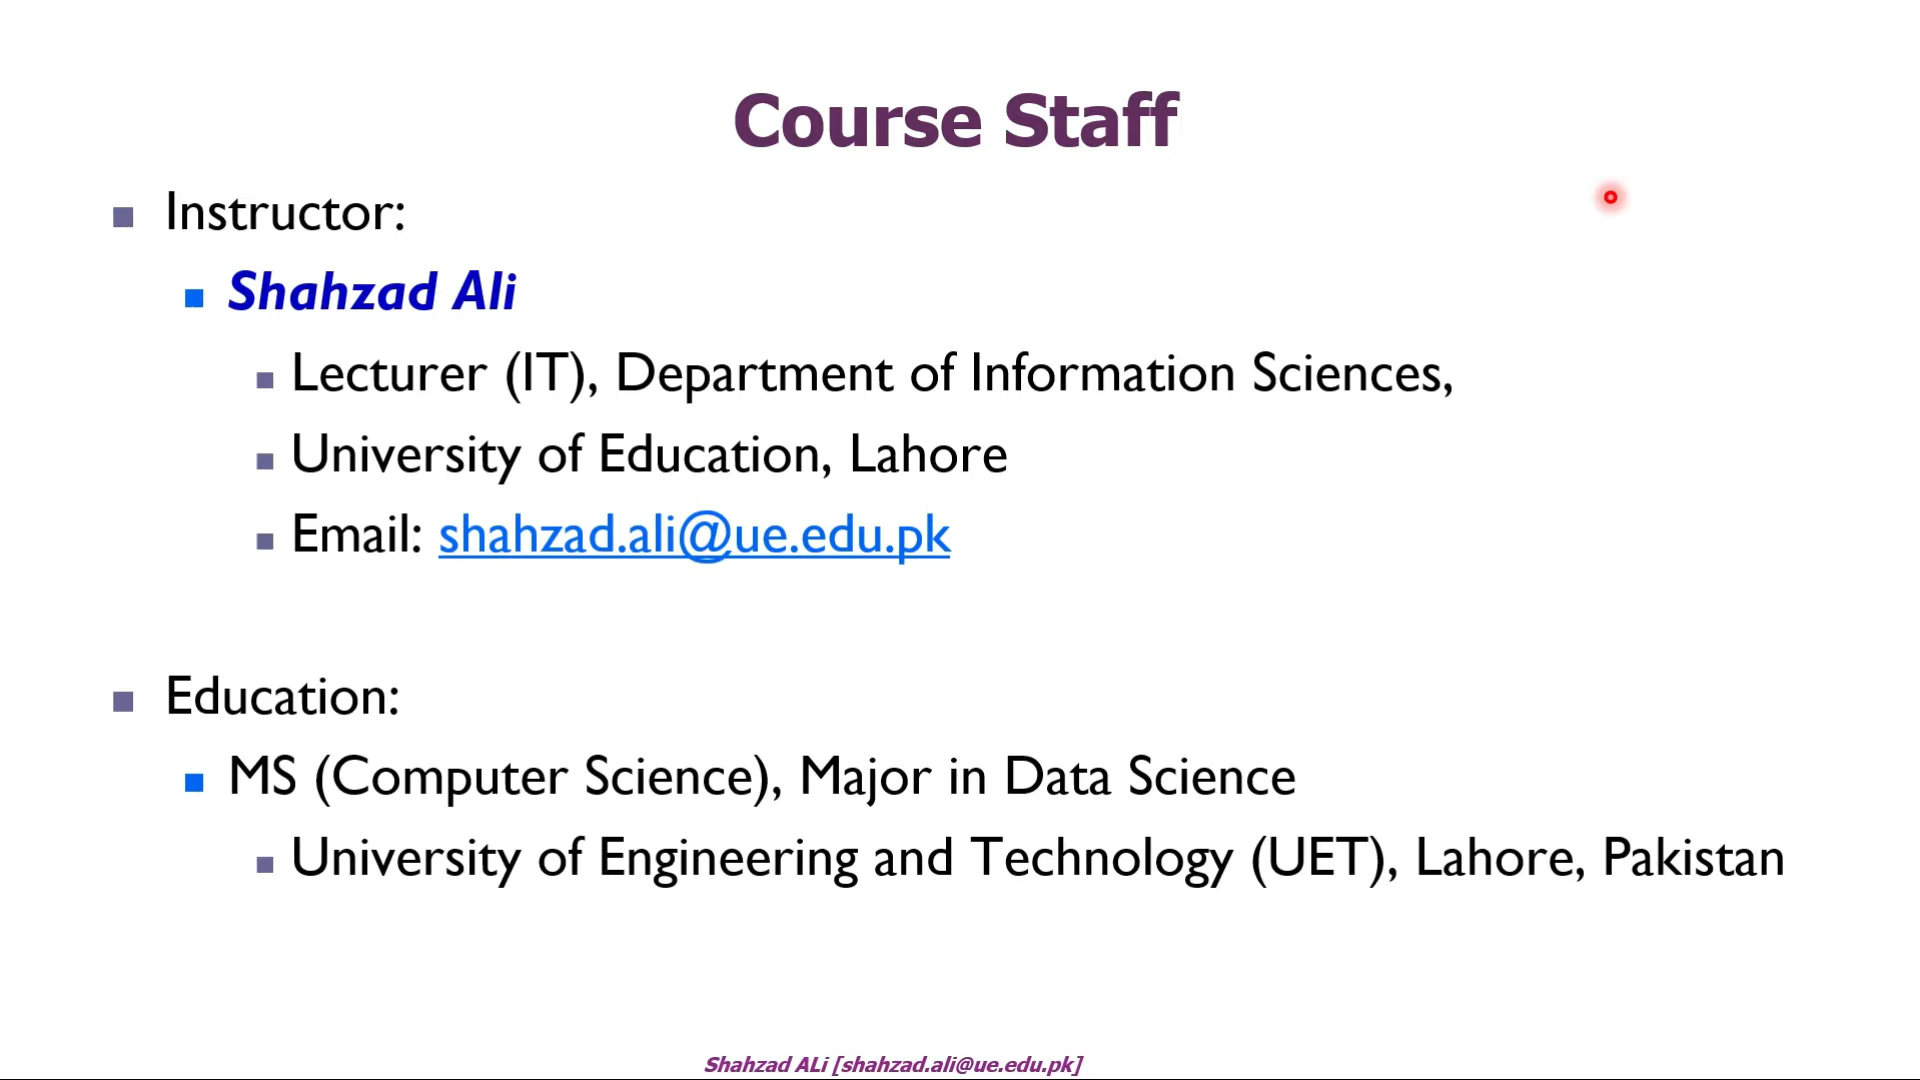 Course Staff
Instructor:
Shahzad Ali
Lecturer (IT), Department of Information Sciences,
University of Education, Lahore
Email: shahzad.ali@ue.edu.pk
Education:
MS (Computer Science), Major in Data Science
University of Engineering and Technology (UET), Lahore, Pakistan
Shahzad ALi [shahzad.ali@ue.edu.pk]